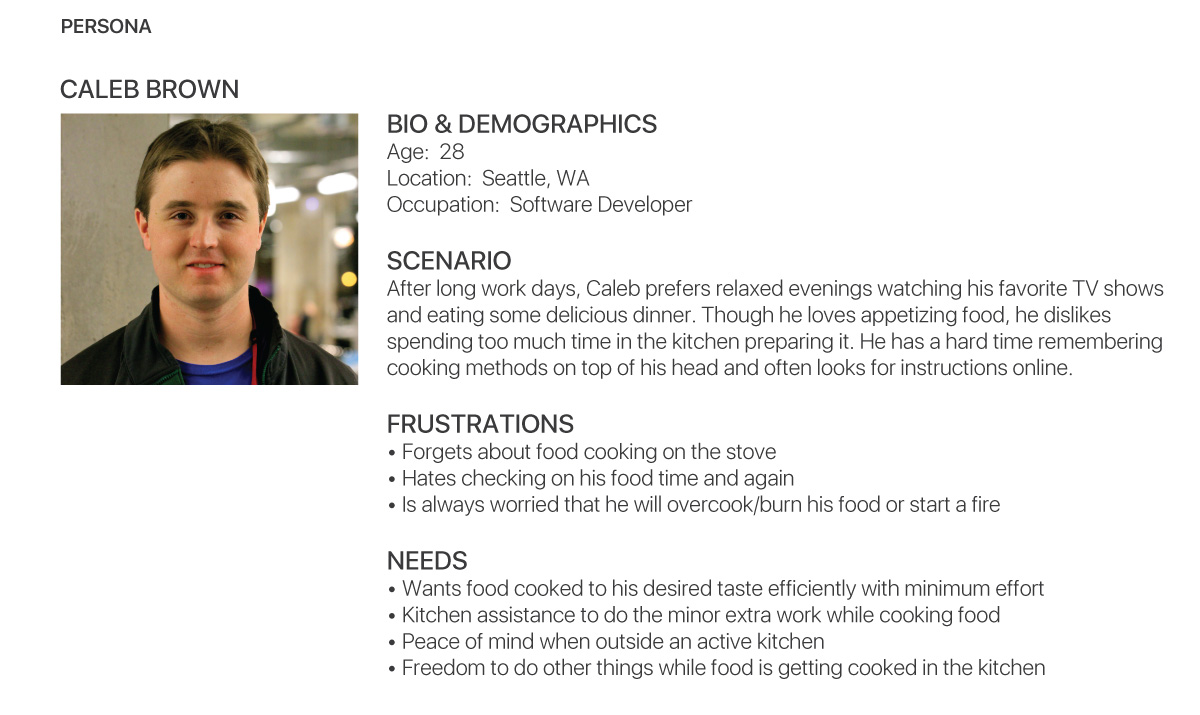 PERSONA
CALEB BROWN
BIO & DEMOGRAPHICS
Age:  28
Location:  Seattle, WA
Occupation:  Software Developer
SCENARIO
After long work days, Caleb prefers relaxed evenings watching his favorite TV shows
and eating some delicious dinner. Though he loves appetizing food, he dislikes
spending too much time in the kitchen preparing it. He has a hard time remembering
cooking methods on top of his head and often looks for instructions online.
FRUSTRATIONS
• Forgets about food cooking on the stove
• Hates checking on his food time and again
• Is always worried that he will overcook/burn his food or start a fire
NEEDS
• Wants food cooked to his desired taste efficiently with minimum effort
• Kitchen assistance to do the minor extra work while cooking food
• Peace of mind when outside an active kitchen
• Freedom to do other things while food is getting cooked in the kitchen